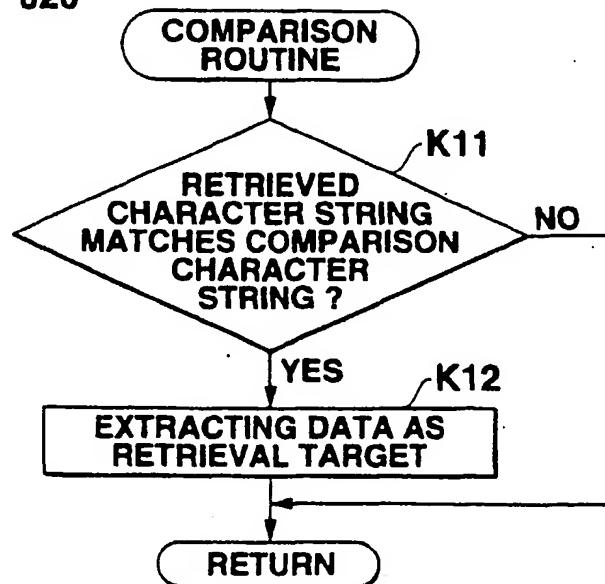 COMPARISON
ROUTINE
K11
RETRIEVED
CHARACTER STRING
MATCHES COMPARISON
CHARACTER
STRING ?
NO
YES
K12
EXTRACTING DATA AS
RETRIEVAL TARGET
RETURN